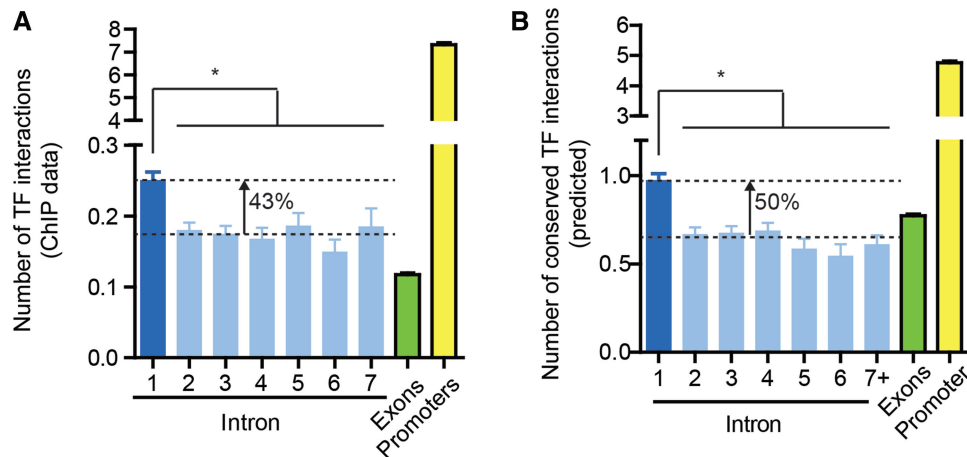 A
Number of TF interactions
(ChIP data)
8
7
6
5
4
0.3
0.2
0.1
0.0
*
43%
1 2 3 4 5 6 7 Exons Promoters
Intron
B
Number of conserved TF interactions
(predicted)
6
5
4
3
1.0
0.5
0.0
*
50%
1 2 3 4 5 6 7+ Exons Promoter
Intron